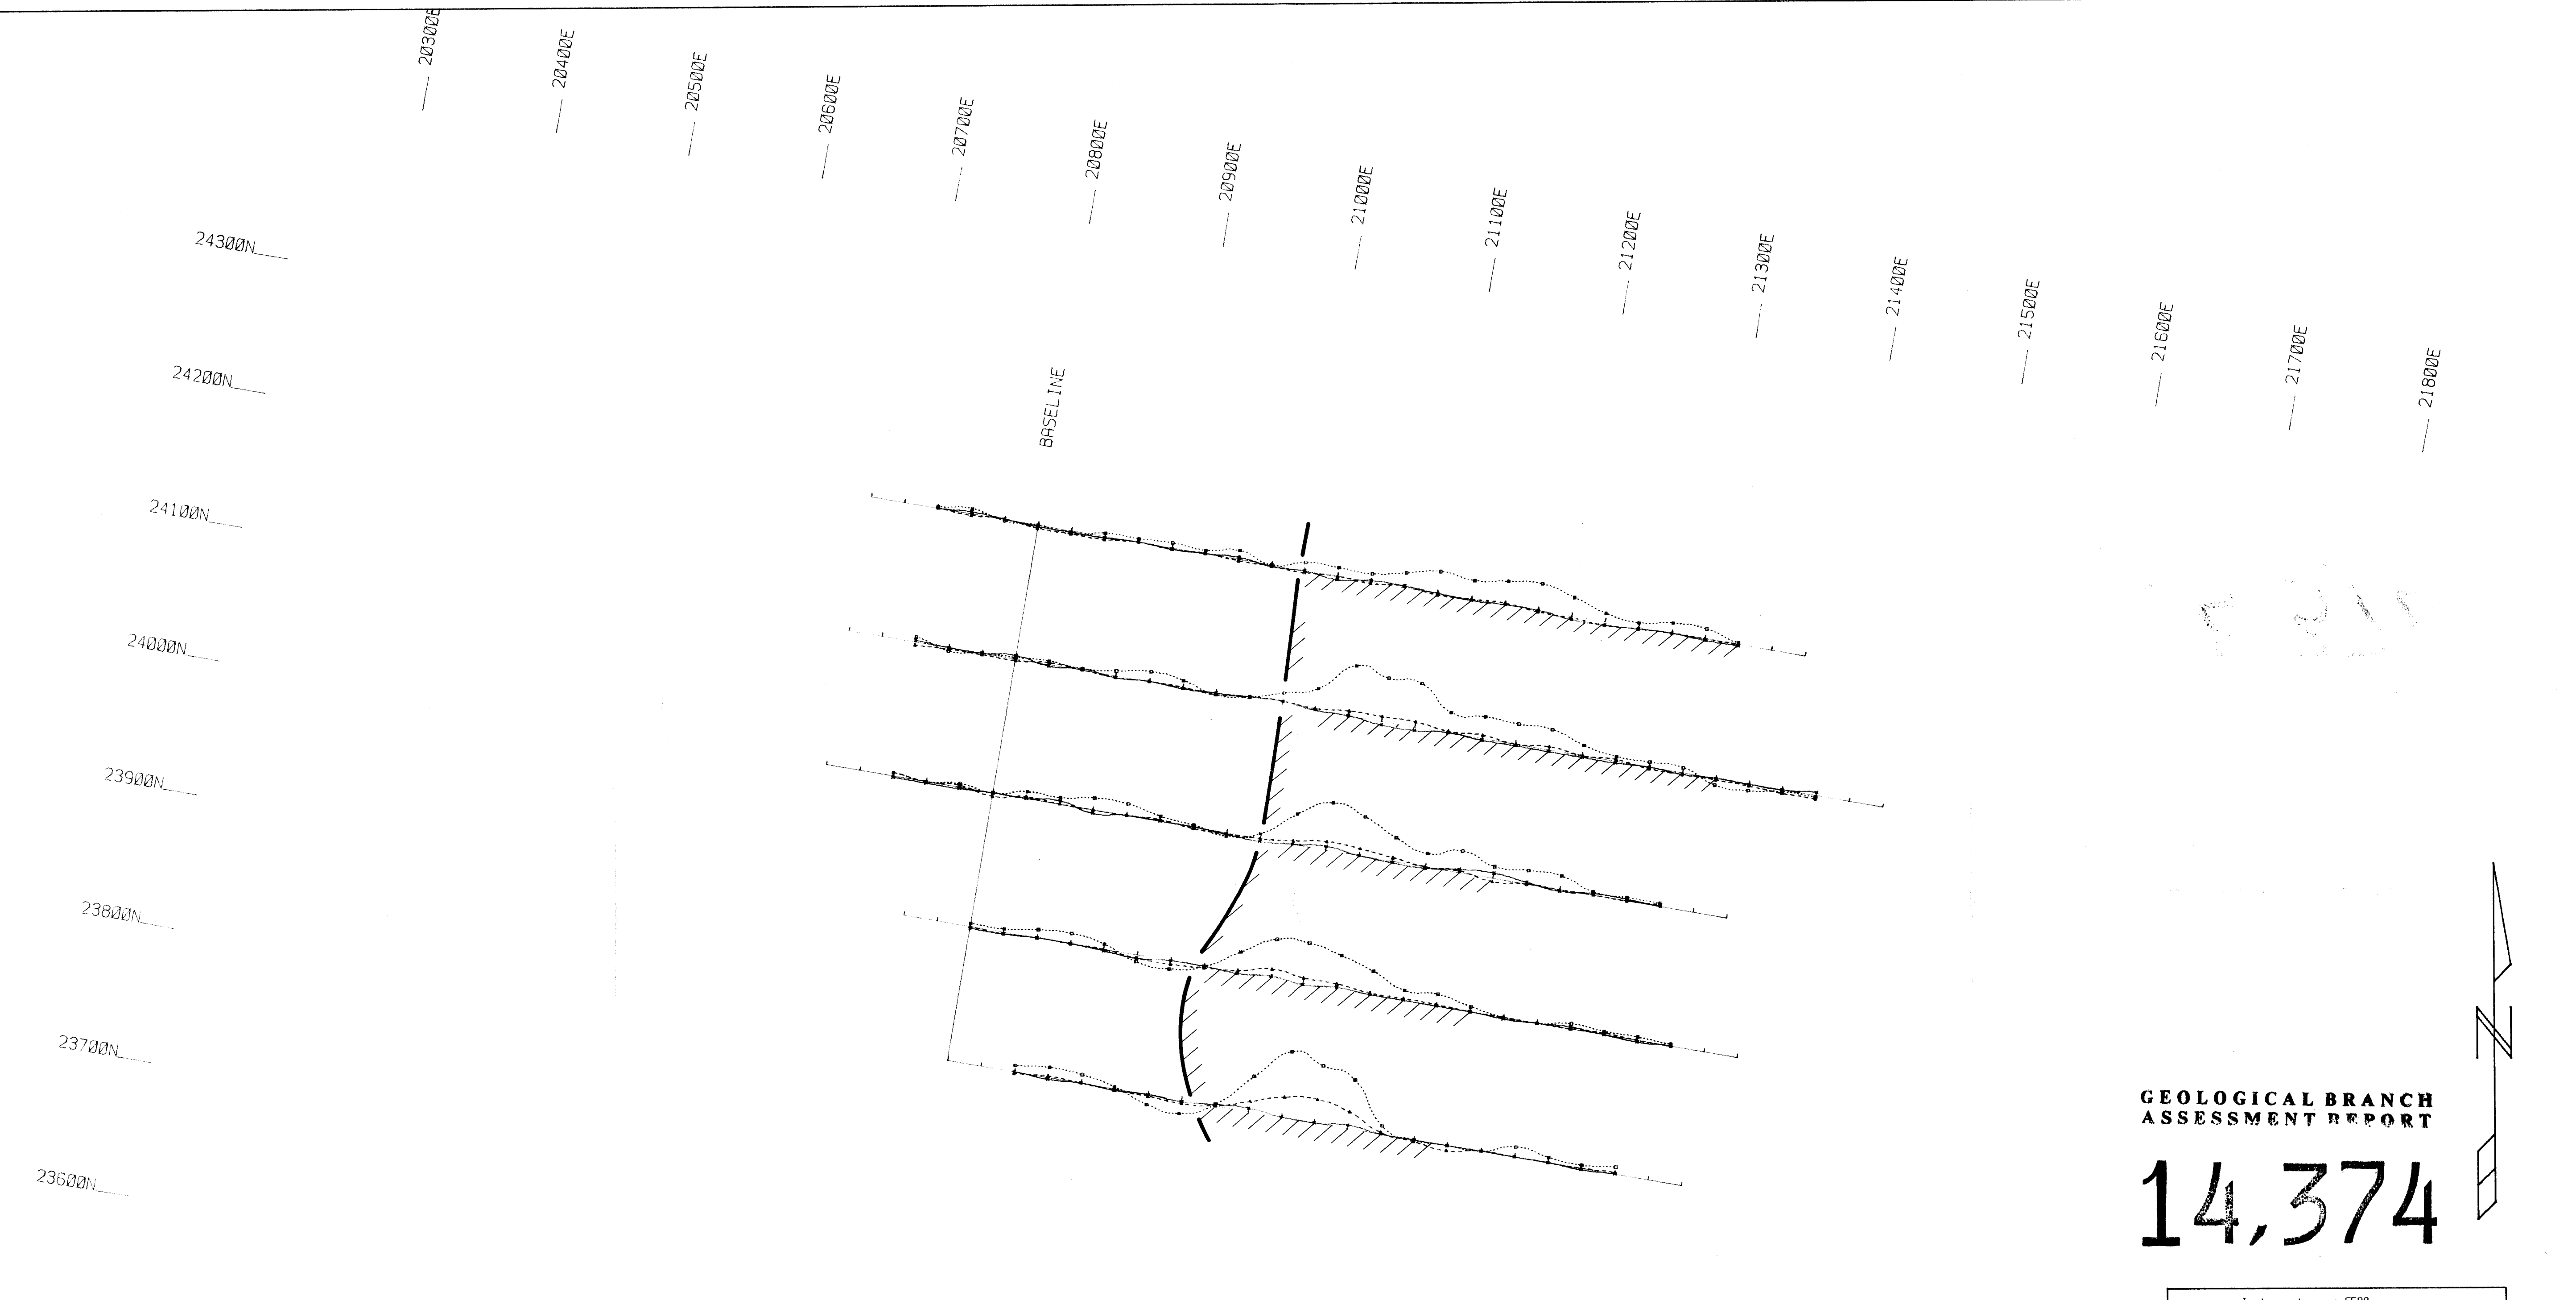 20300E
20400E
20500E
20600E
20700E
20800E
20900E
21000E
21100E
21200E
21300E
21400E
21500E
21600E
21700E
21800E
24300N
24200N
24100N
24000N
23900N
23800N
23700N
23600N
BASELINE
N
GEOLOGICAL BRANCH
ASSESSMENT REPORT
14,374